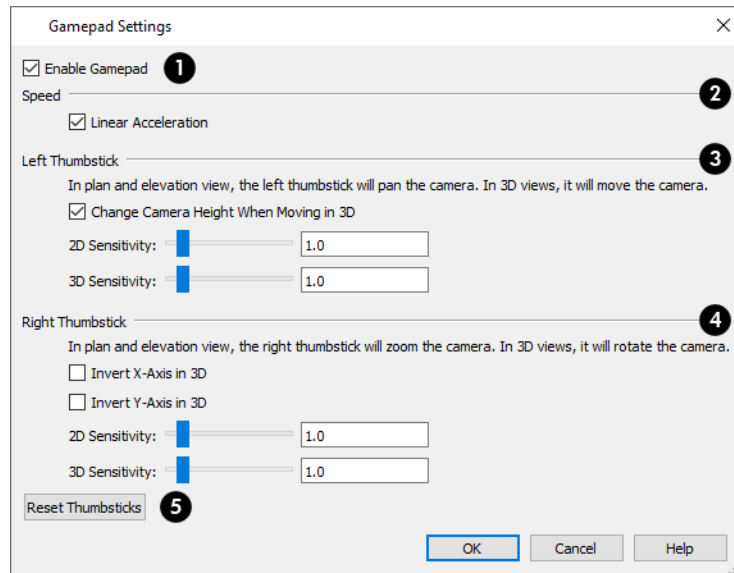 Gamepad Settings
Enable Gamepad 1
Speed 2
Linear Acceleration
Left Thumbstick 3
In plan and elevation view, the left thumbstick will pan the camera. In 3D views, it will move the camera.
Change Camera Height When Moving in 3D
2D Sensitivity: 1.0
3D Sensitivity: 1.0
Right Thumbstick 4
In plan and elevation view, the right thumbstick will zoom the camera. In 3D views, it will rotate the camera.
Invert X-Axis in 3D
Invert Y-Axis in 3D
2D Sensitivity: 1.0
3D Sensitivity: 1.0
Reset Thumbsticks 5
OK Cancel Help